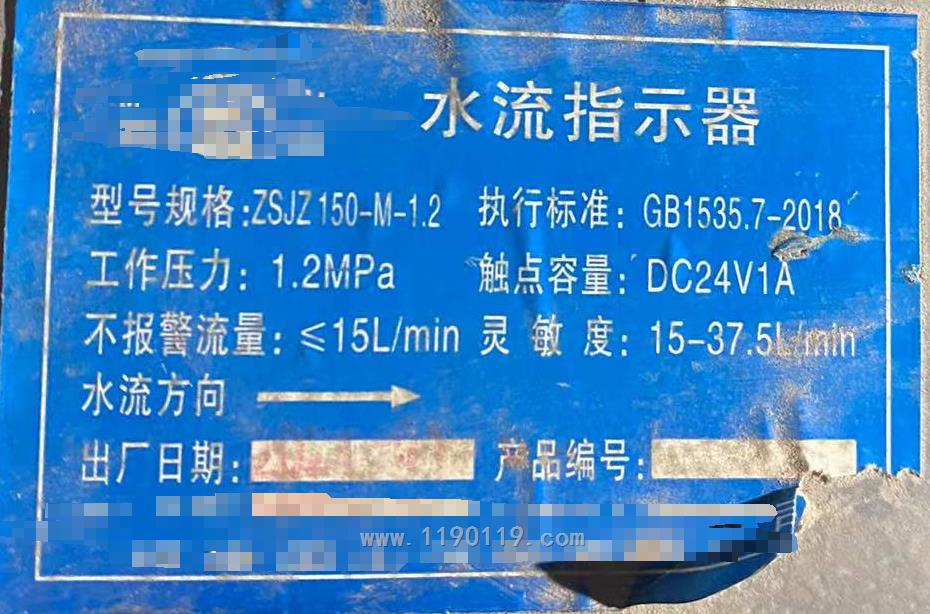 水流指示器
型号规格:ZSJZ150-M-1.2 执行标准: GB1535.7-2018
工作压力: 1.2MPa 触点容量: DC24V1A
不报警流量: ≤15L/min 灵敏度: 15-37.5L/min
水流方向
出厂日期: 产品编号:
www.1190119.com